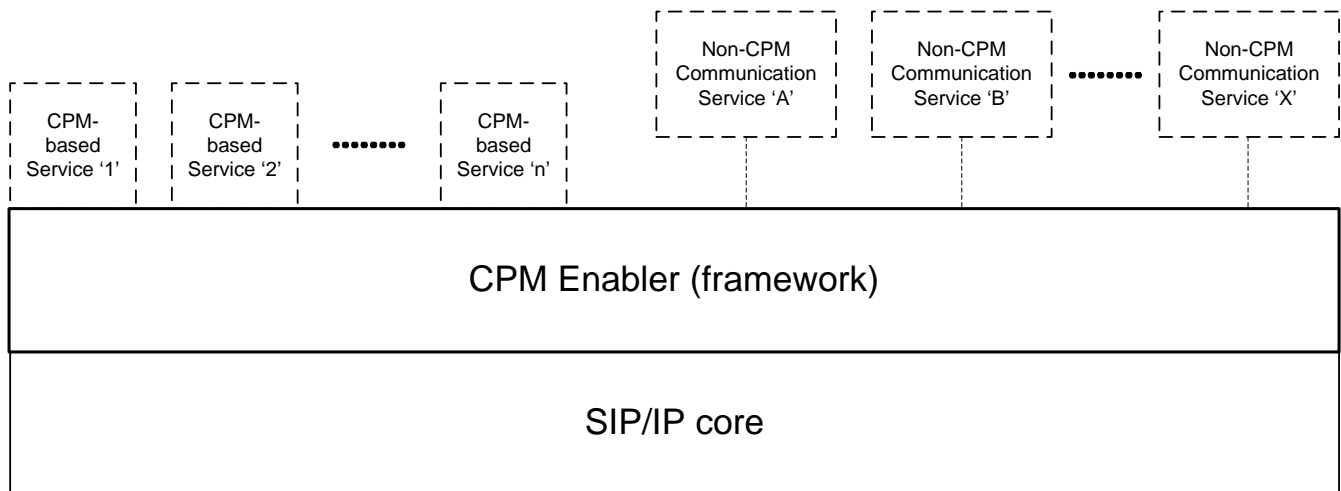 Non-CPM
Communication
Service ‘A’
Non-CPM
Communication
Service ‘B’
Non-CPM
Communication
Service ‘X’
CPM-
based
Service ‘1’
CPM-
based
Service ‘2’
CPM-
based
Service ‘n’
CPM Enabler (framework)
SIP/IP core